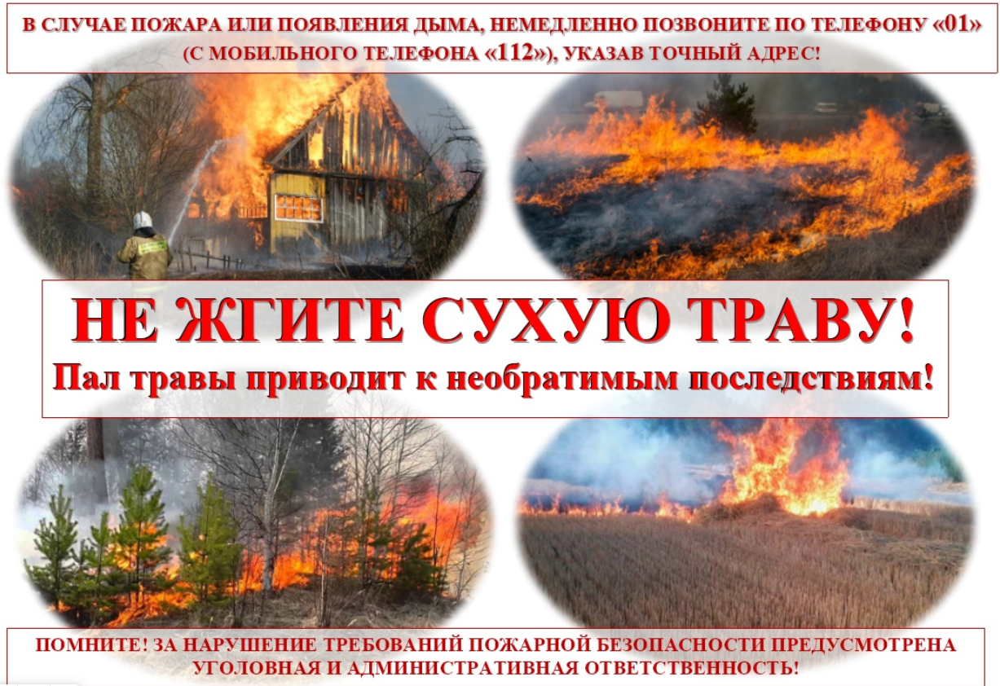 В СЛУЧАЕ ПОЖАРА ИЛИ ПОЯВЛЕНИЯ ДЫМА, НЕМЕДЛЕННО ПОЗВОНИТЕ ПО ТЕЛЕФОНУ «01»
(С МОБИЛЬНОГО ТЕЛЕФОНА «112»), УКАЗАВ ТОЧНЫЙ АДРЕС!
НЕ ЖГИТЕ СУХУЮ ТРАВУ!
Пал травы приводит к необратимым последствиям!
ПОМНИТЕ! ЗА НАРУШЕНИЕ ТРЕБОВАНИЙ ПОЖАРНОЙ БЕЗОПАСНОСТИ ПРЕДУСМОТРЕНА
УГОЛОВНАЯ И АДМИНИСТРАТИВНАЯ ОТВЕТСТВЕННОСТЬ!